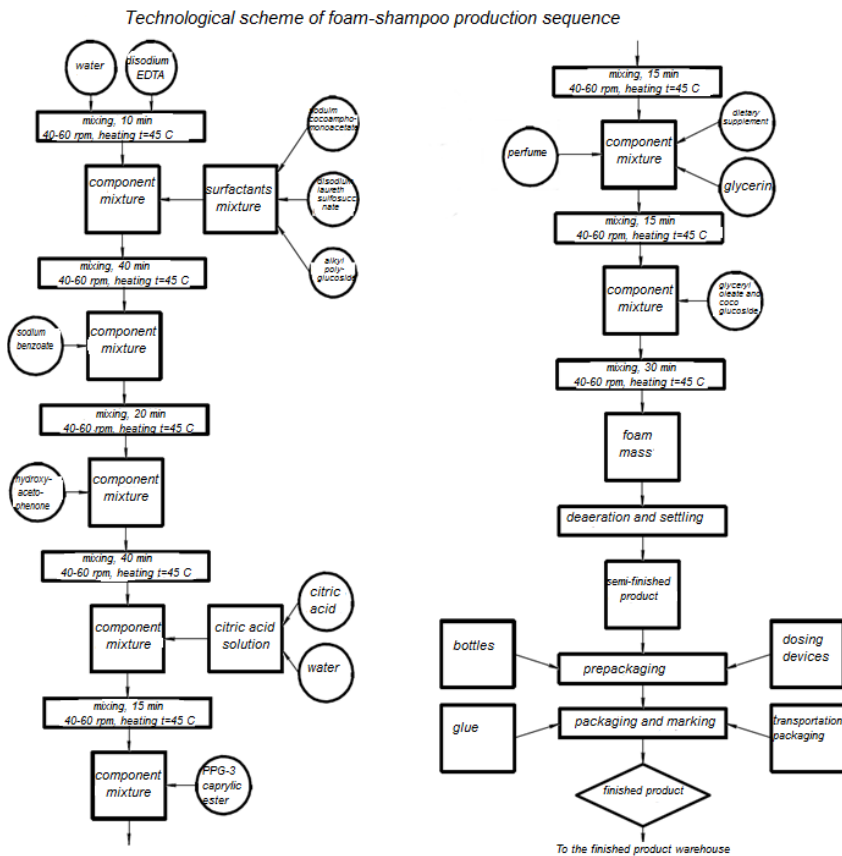 Technological scheme of foam-shampoo production sequence
water
disodium
EDTA
mixing, 10 min
40-60 rpm, heating t=45 C
component
mixture
surfactants
mixture
sodulm
cocoampho-
monoacetate
disodium
laureth
sulfosucc
nate
alkyl
poly-
glucoside
mixing, 40 min
40-60 rpm, heating t=45 C
sodium
benzoate
component
mixture
mixing, 20 min
40-60 rpm, heating t=45 C
hydroxy-
aceto-
phenone
component
mixture
mixing, 40 min
40-60 rpm, heating t=45 C
component
mixture
citric acid
solution
citric
acid
water
mixing, 15 min
40-60 rpm, heating t=45 C
component
mixture
PPG-3
caprylic
ester
mixing, 15 min
40-60 rpm, heating t=45 C
perfume
component
mixture
dietary
supplement
glycerin
mixing, 15 min
40-60 rpm, heating t=45 C
component
mixture
glyceryl
oleate and
coco
glucoside
mixing, 30 min
40-60 rpm, heating t=45 C
foam
mass
deaeration and settling
semi-finished
product
bottles
prepackaging
dosing
devices
glue
packaging and marking
transportation
packaging
finished product
To the finished product warehouse